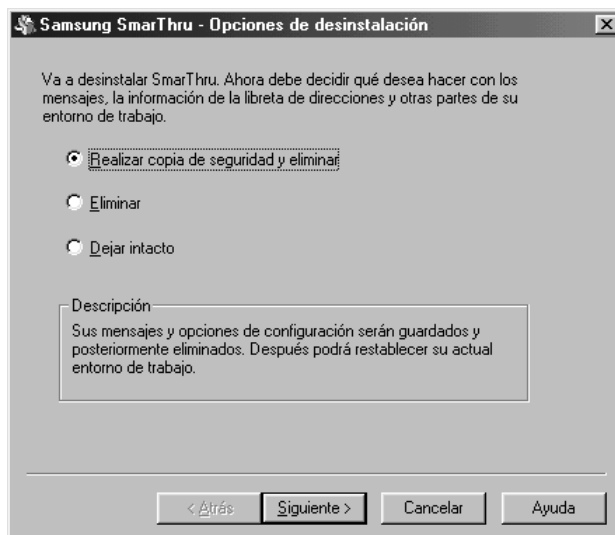 Samsung SmarThru - Opciones de desinstalación
Va a desinstalar SmarThru. Ahora debe decidir qué desea hacer con los
mensajes, la información de la libreta de direcciones y otras partes de su
entorno de trabajo.
Realizar copia de seguridad y eliminar
Eliminar
Dejar intacto
Descripción
Sus mensajes y opciones de configuración serán guardados y
posteriormente eliminados. Después podrá restablecer su actual
entorno de trabajo.
< Atrás
Siguiente >
Cancelar
Ayuda